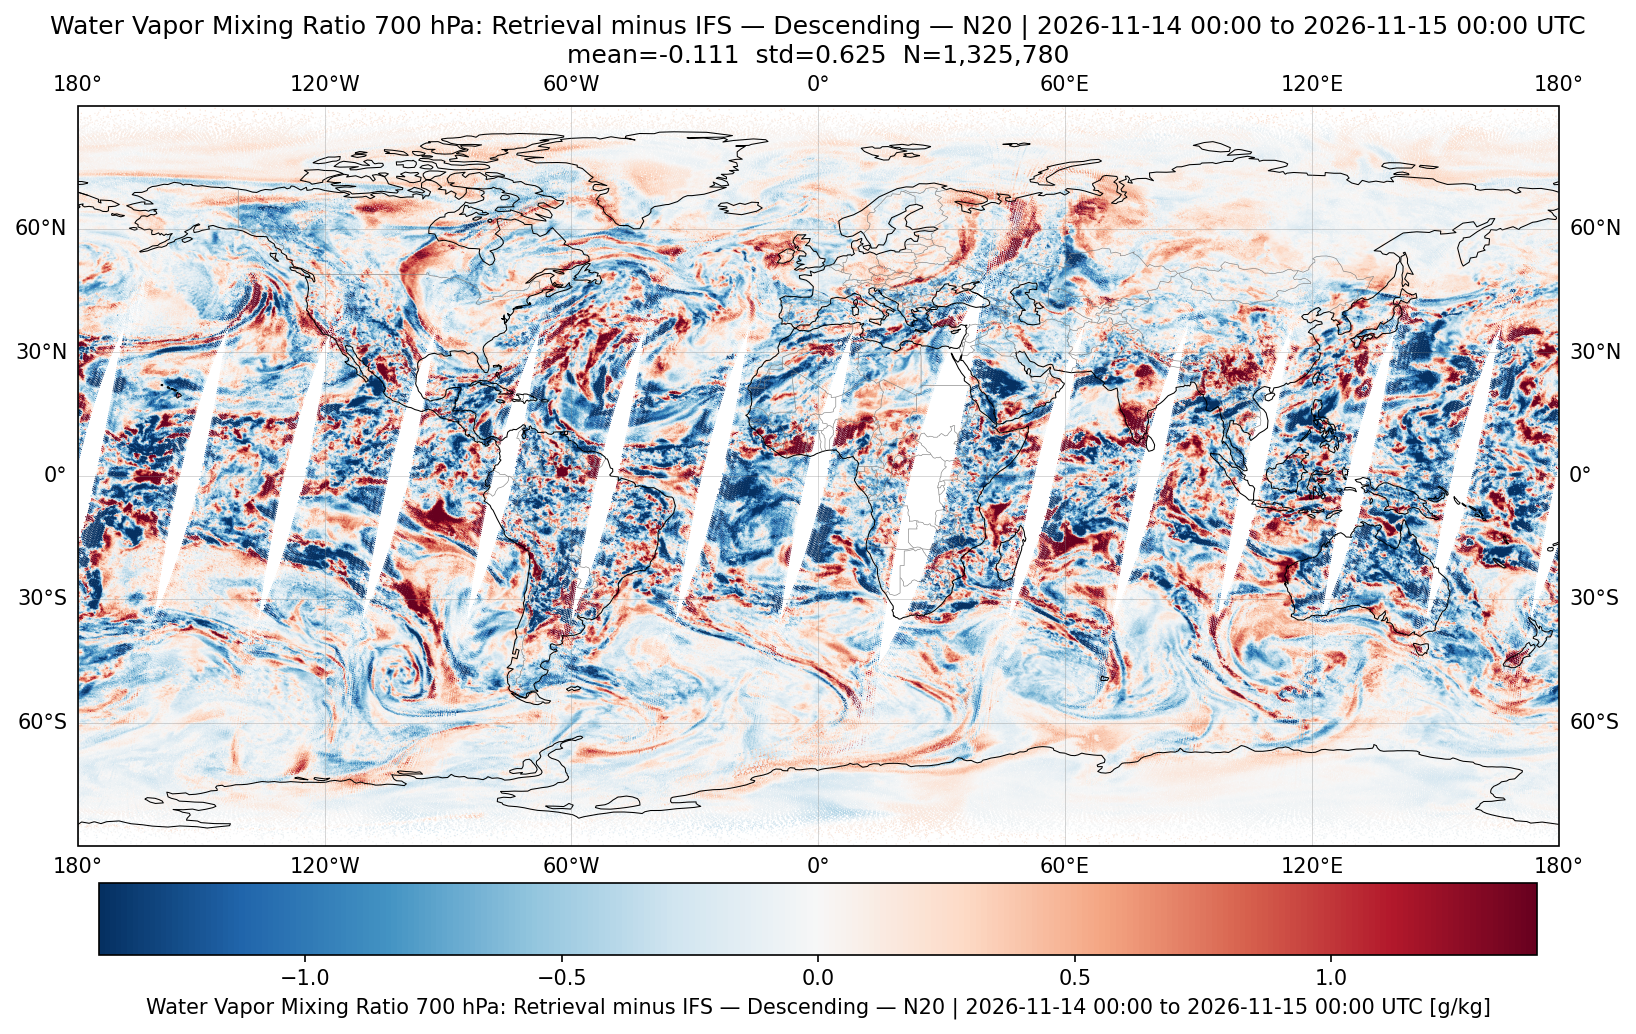 Water Vapor Mixing Ratio 700 hPa: Retrieval minus IFS — Descending — N20 | 2026-11-14 00:00 to 2026-11-15 00:00 UTC
mean=-0.111  std=0.625  N=1,325,780
180° 120°W 60°W 0° 60°E 120°E 180°
60°N 60°N
30°N 30°N
0° 0°
30°S 30°S
60°S 60°S
180° 120°W 60°W 0° 60°E 120°E 180°
−1.0 −0.5 0.0 0.5 1.0
Water Vapor Mixing Ratio 700 hPa: Retrieval minus IFS — Descending — N20 | 2026-11-14 00:00 to 2026-11-15 00:00 UTC [g/kg]